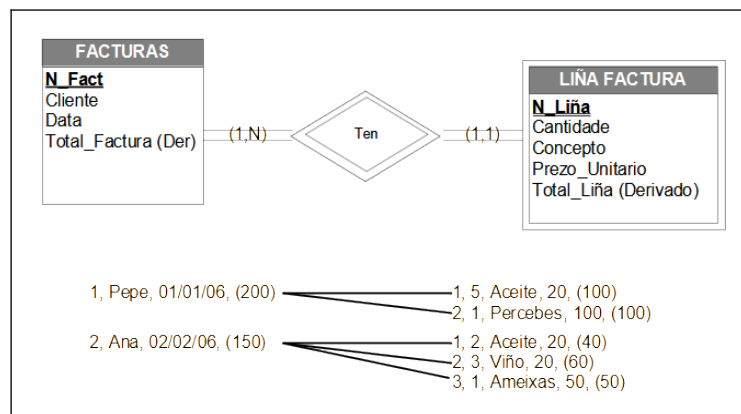 FACTURAS
N_Fact
Cliente
Data
Total_Factura (Der)
(1,N)
Ten
(1,1)
LIÑA FACTURA
N_Liña
Cantidade
Concepto
Prezo_Unitario
Total_Liña (Derivado)
1, Pepe, 01/01/06, (200)
1, 5, Aceite, 20, (100)
2, 1, Percebes, 100, (100)
2, Ana, 02/02/06, (150)
1, 2, Aceite, 20, (40)
2, 3, Viño, 20, (60)
3, 1, Ameixas, 50, (50)